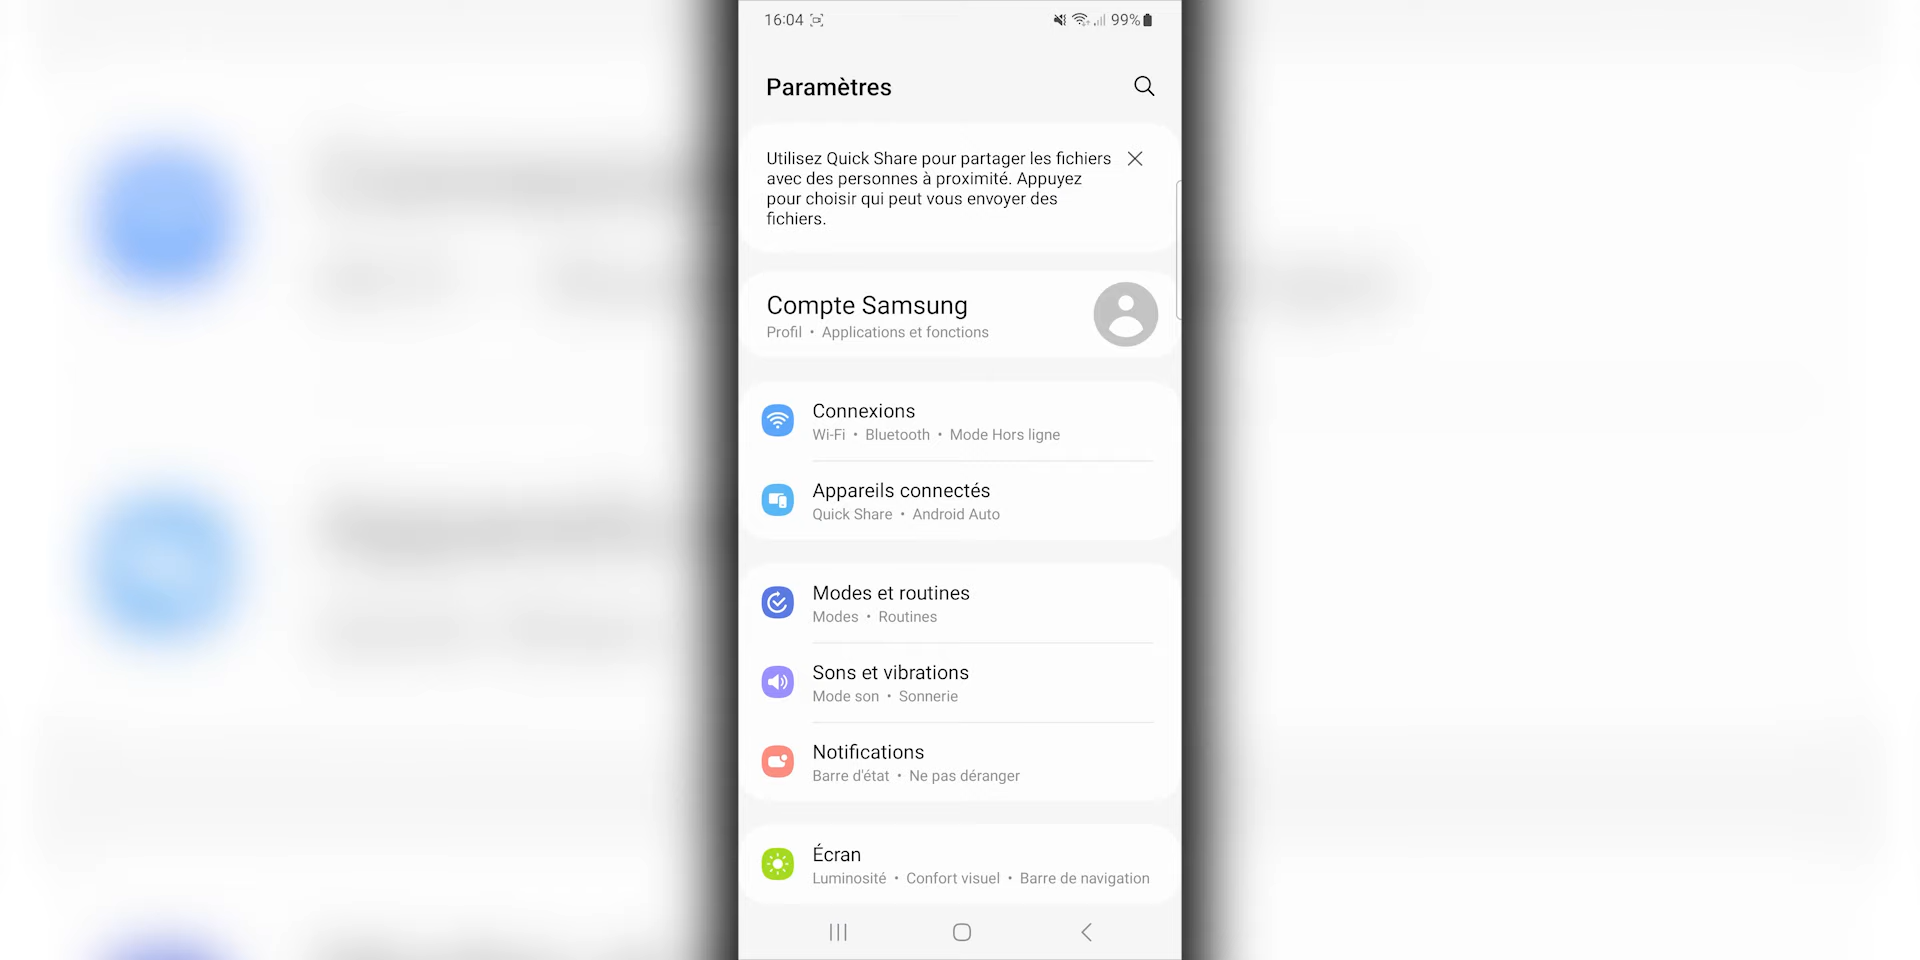 16:04
99%
Paramètres
Utilisez Quick Share pour partager les fichiers
avec des personnes à proximité. Appuyez
pour choisir qui peut vous envoyer des
fichiers.
Compte Samsung
Profil • Applications et fonctions
Connexions
Wi-Fi • Bluetooth • Mode Hors ligne
Appareils connectés
Quick Share • Android Auto
Modes et routines
Modes • Routines
Sons et vibrations
Mode son • Sonnerie
Notifications
Barre d'état • Ne pas déranger
Écran
Luminosité • Confort visuel • Barre de navigation